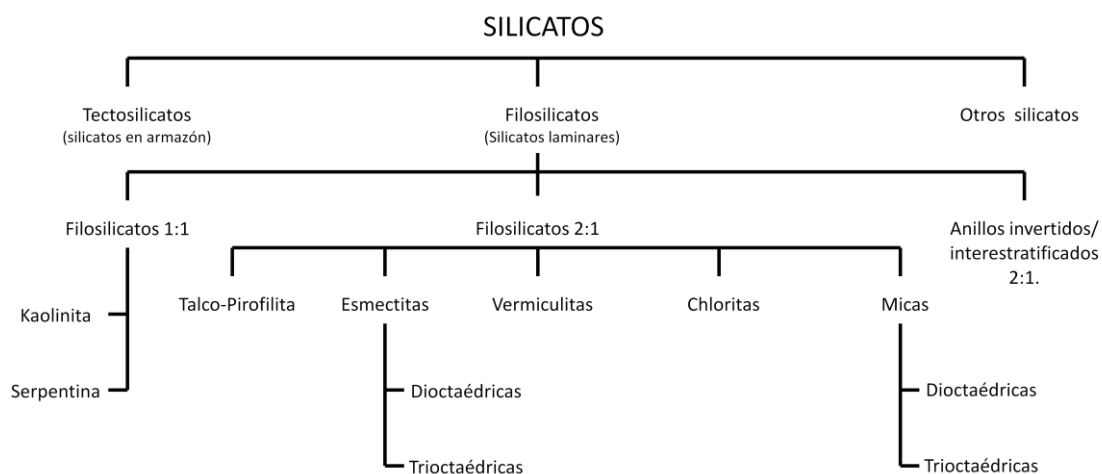 SILICATOS
Tectosilicatos
(silicatos en armazón)
Filosilicatos
(Silicatos laminares)
Otros silicatos
Filosilicatos 1:1
Filosilicatos 2:1
Anillos invertidos/
interestratificados
2:1.
Kaolinita
Serpentina
Talco-Pirofilita
Esmectitas
Vermiculitas
Chloritas
Micas
Dioctaédricas
Trioctaédricas
Dioctaédricas
Trioctaédricas